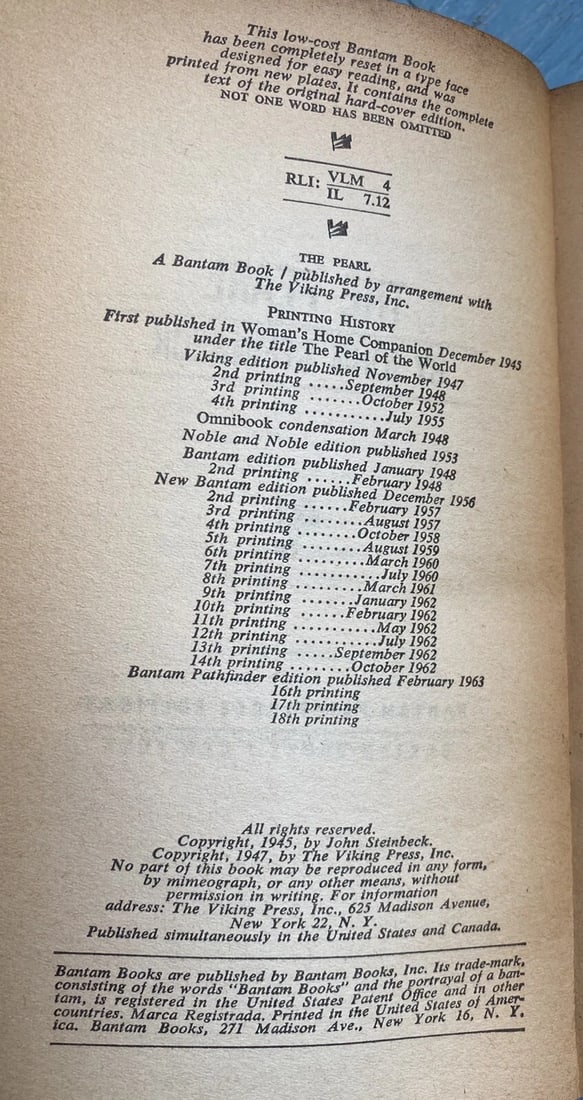 This low-cost Bantam Book
has been completely reset in a type face
designed for easy reading, and was
printed from new plates. It contains the complete
text of the original hard-cover edition.
NOT ONE WORD HAS BEEN OMITTED
RLI: VLM 4
IL 7.12
THE PEARL
A Bantam Book / published by arrangement with
The Viking Press, Inc.
PRINTING HISTORY
First published in Woman's Home Companion December 1945
under the title The Pearl of the World
Viking edition published November 1947
2nd printing .....September 1948
3rd printing .......October 1952
4th printing ...........July 1955
Omnibook condensation March 1948
Noble and Noble edition published 1953
Bantam edition published January 1948
2nd printing ......February 1948
New Bantam edition published December 1956
2nd printing ......February 1957
3rd printing ........August 1957
4th printing .......October 1958
5th printing ........August 1959
6th printing .........March 1960
7th printing ...........July 1960
8th printing .........March 1961
9th printing .......January 1962
10th printing ......February 1962
11th printing ...........May 1962
12th printing ...........July 1962
13th printing .....September 1962
14th printing ........October 1962
Bantam Pathfinder edition published February 1963
16th printing
17th printing
18th printing
All rights reserved.
Copyright, 1945, by John Steinbeck.
Copyright, 1947, by The Viking Press, Inc.
No part of this book may be reproduced in any form,
by mimeograph, or any other means, without
permission in writing. For information
address: The Viking Press, Inc., 625 Madison Avenue,
New York 22, N. Y.
Published simultaneously in the United States and Canada.
Bantam Books are published by Bantam Books, Inc. Its trade-mark,
consisting of the words "Bantam Books" and the portrayal of a ban-
tam, is registered in the United States Patent Office and in other
countries. Marca Registrada. Printed in the United States of Amer-
ica. Bantam Books, 271 Madison Ave., New York 16, N. Y.